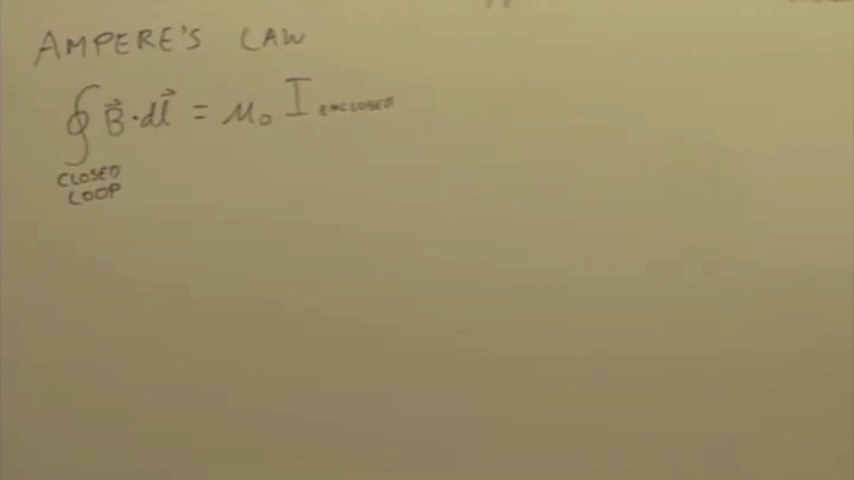 AMPERE'S LAW
∮ B⃗·dl⃗ = μ₀ I ENCLOSED
CLOSED
LOOP